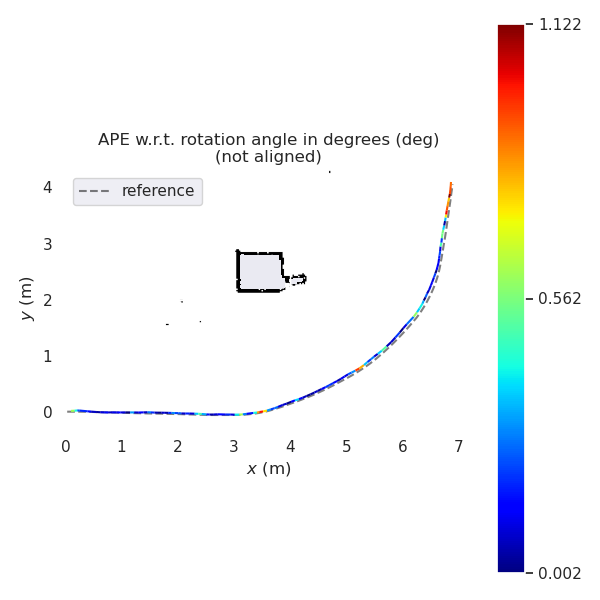 APE w.r.t. rotation angle in degrees (deg)
(not aligned)
reference
4
3
2
1
0
y (m)
0 1 2 3 4 5 6 7
x (m)
1.122
0.562
0.002